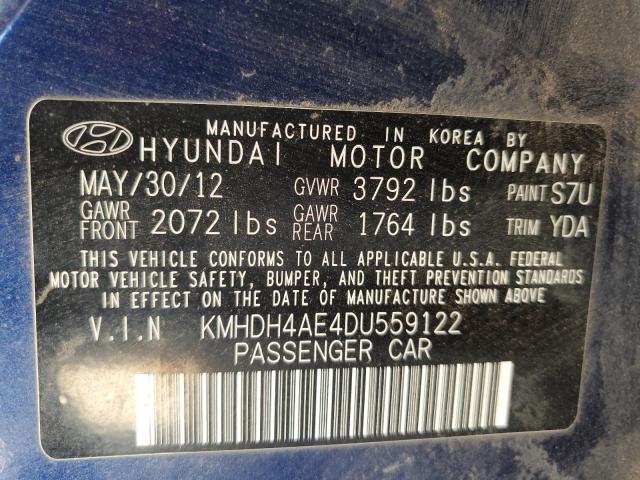 MANUFACTURED IN KOREA BY
HYUNDAI MOTOR COMPANY
MAY/30/12 GVWR 3792 lbs PAINT S7U
GAWR FRONT 2072 lbs GAWR REAR 1764 lbs TRIM YDA
THIS VEHICLE CONFORMS TO ALL APPLICABLE U.S.A. FEDERAL
MOTOR VEHICLE SAFETY, BUMPER, AND THEFT PREVENTION STANDARDS
IN EFFECT ON THE DATE OF MANUFACTURE SHOWN ABOVE
V.I.N KMHDH4AE4DU559122
PASSENGER CAR